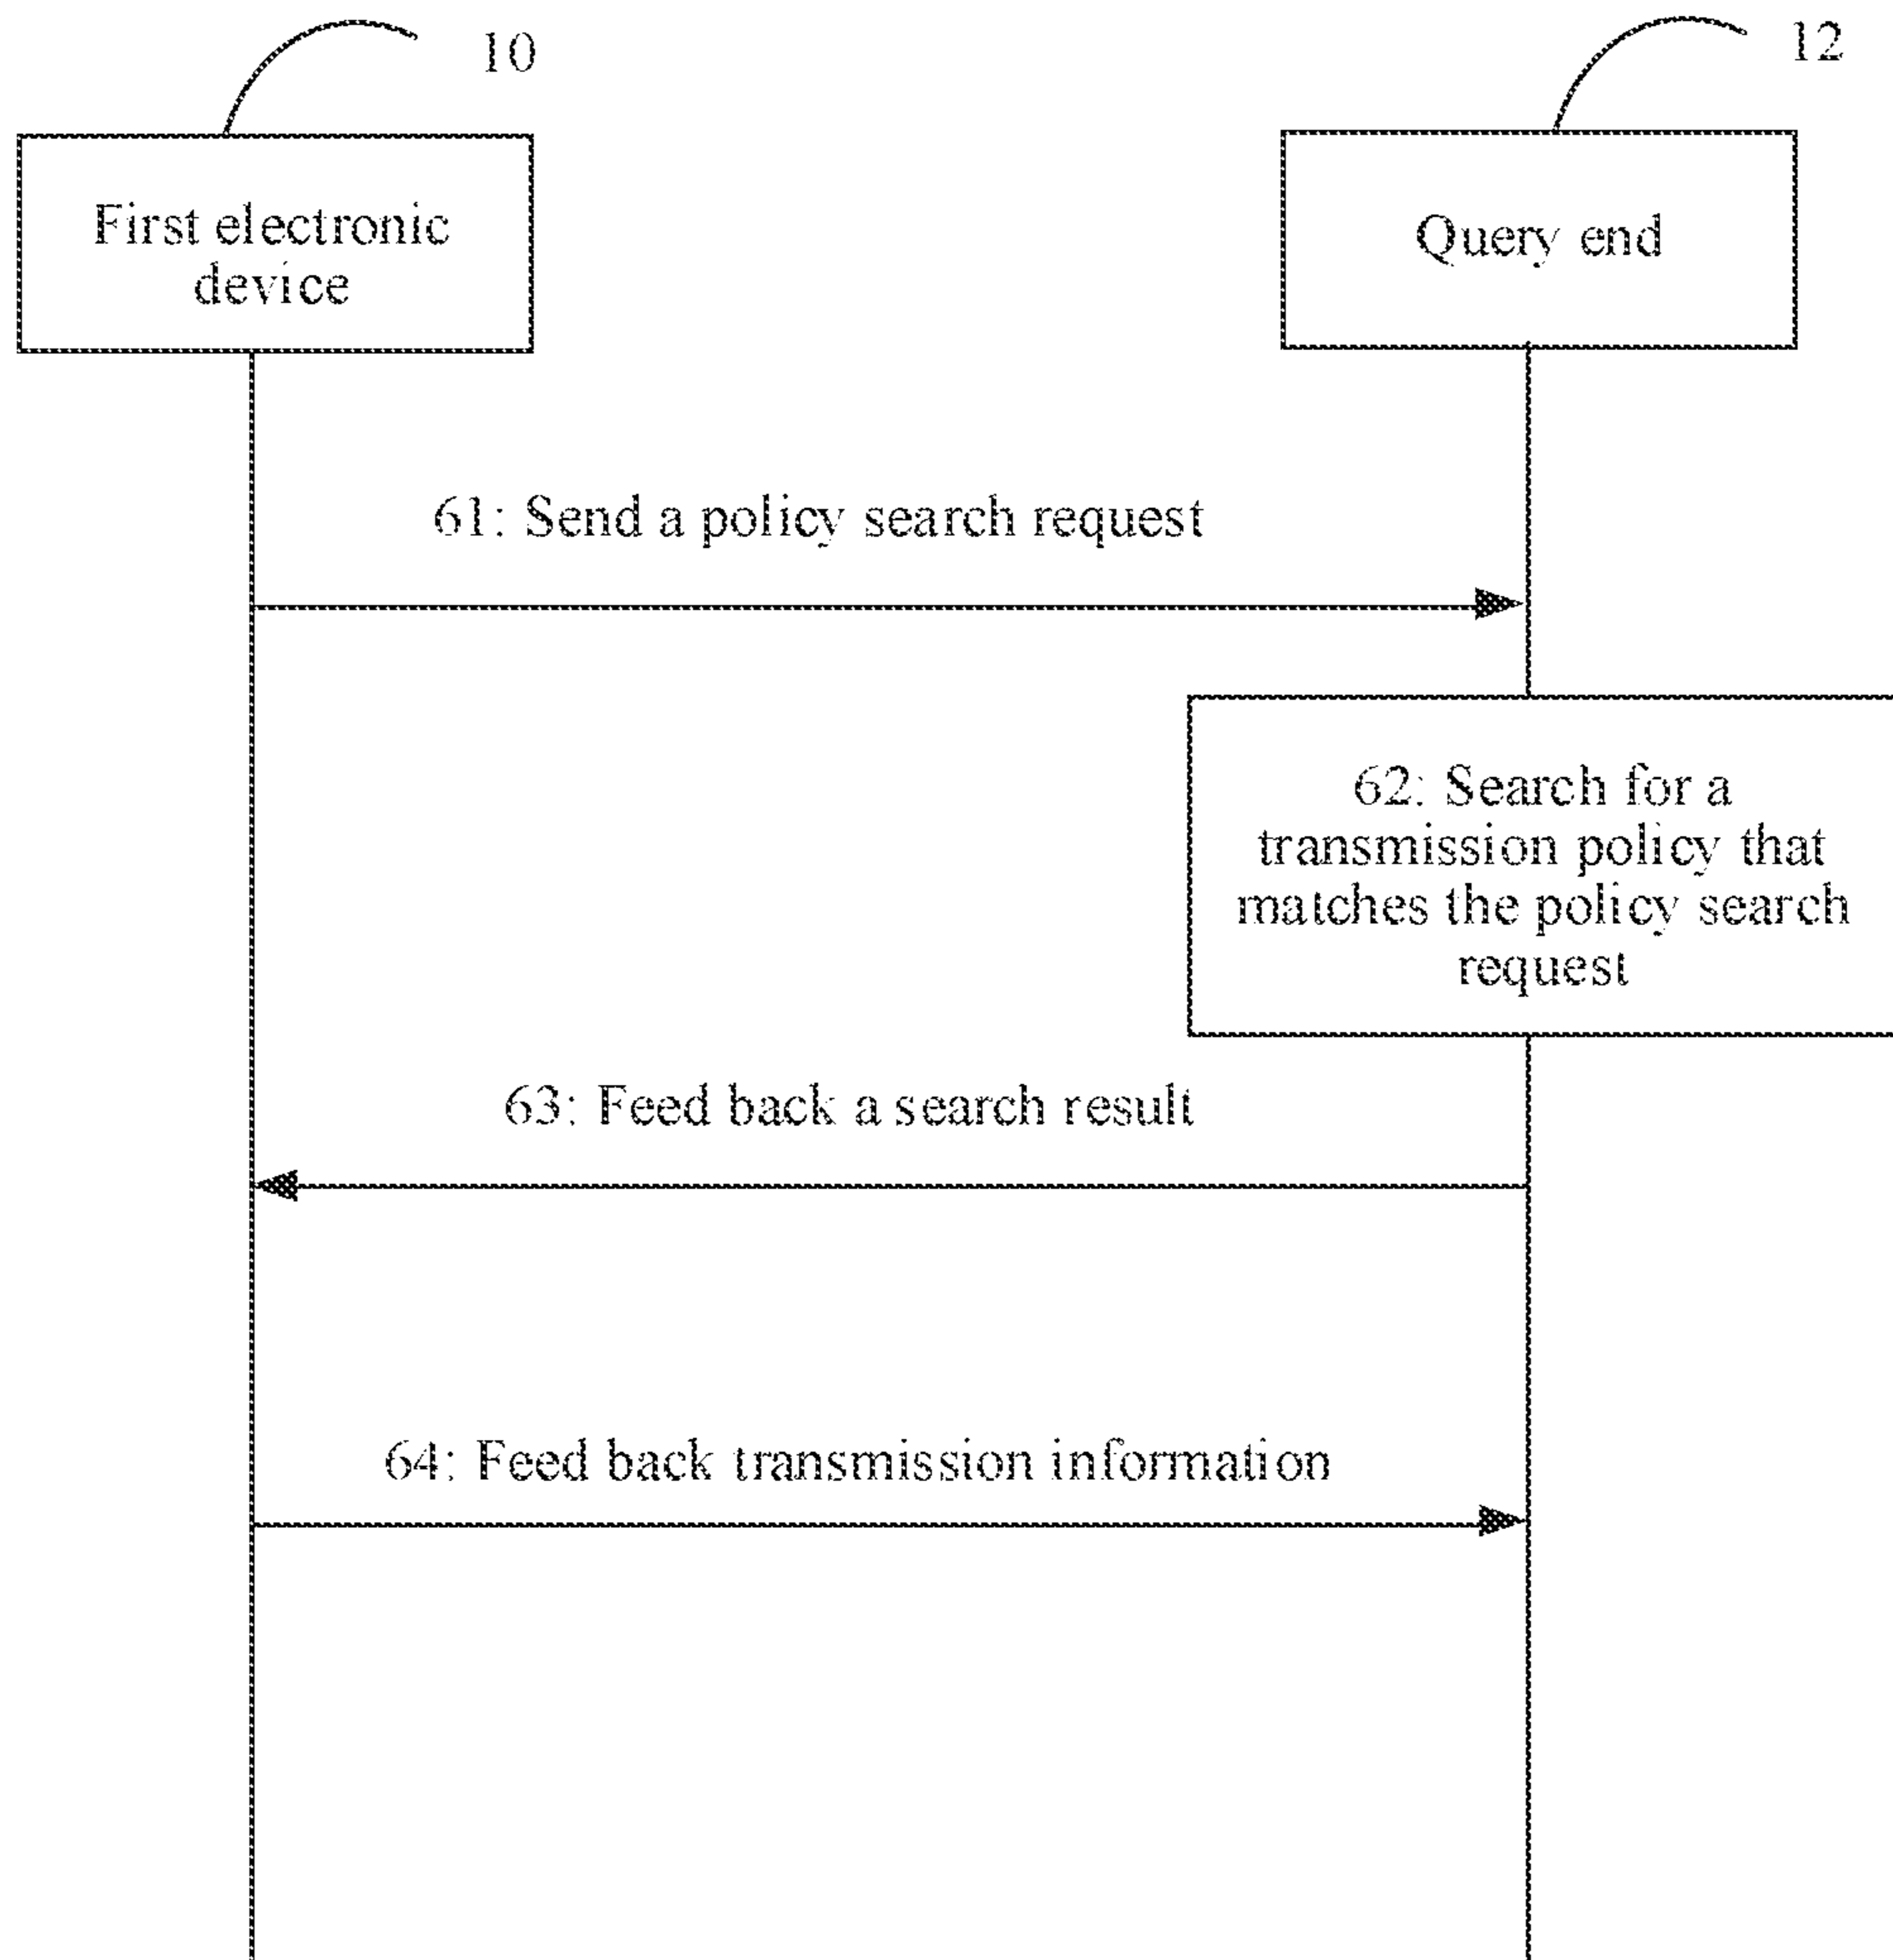 10
12
First electronic
device
Query end
61: Send a policy search request
62: Search for a
transmission policy that
matches the policy search
request
63: Feed back a search result
64: Feed back transmission information